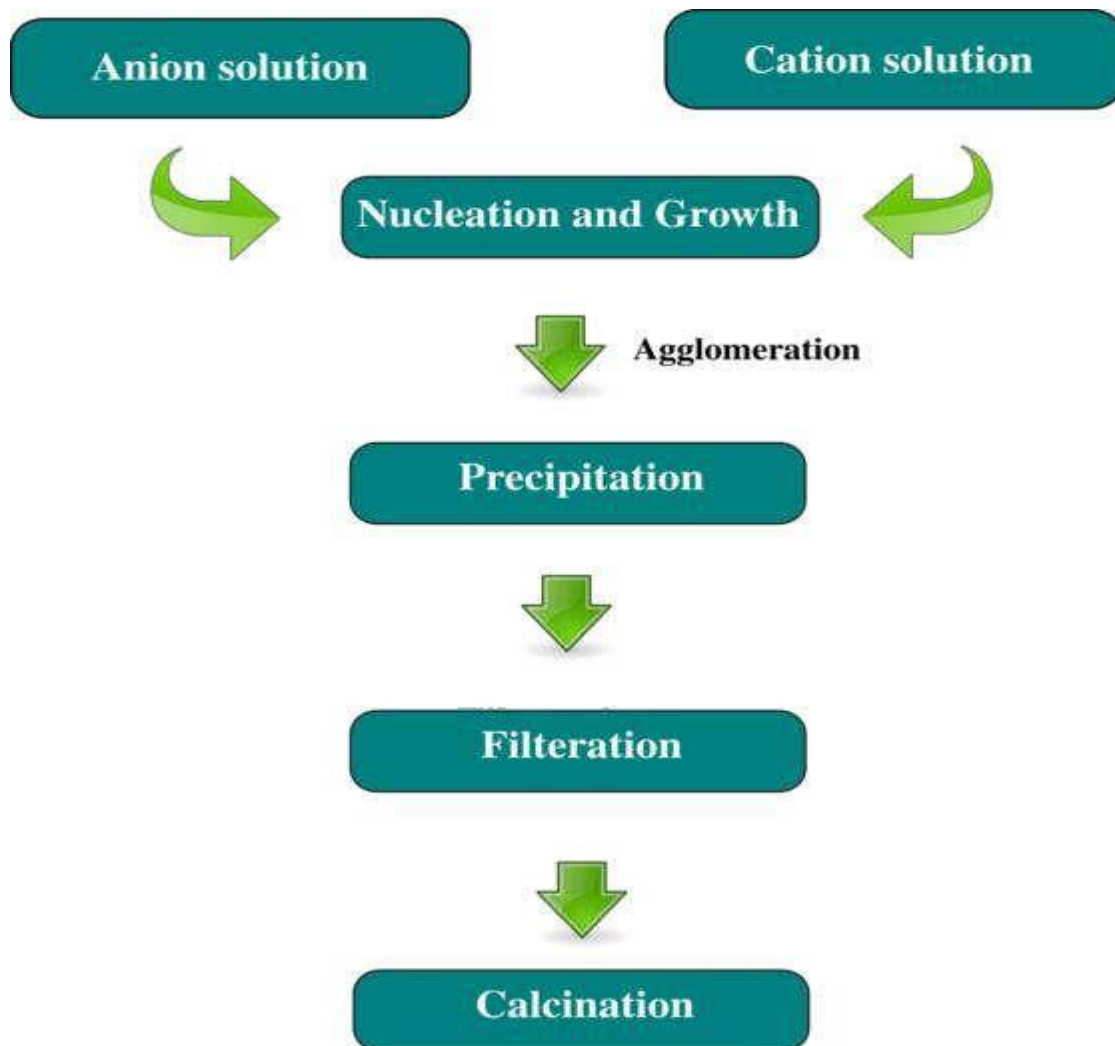 Anion solution
Cation solution
Nucleation and Growth
Agglomeration
Precipitation
Filteration
Calcination